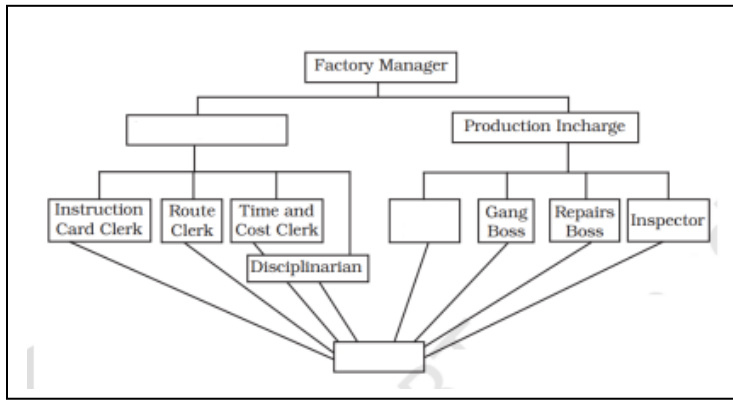 Factory Manager
Production Incharge
Instruction
Card Clerk
Route
Clerk
Time and
Cost Clerk
Disciplinarian
Gang
Boss
Repairs
Boss
Inspector